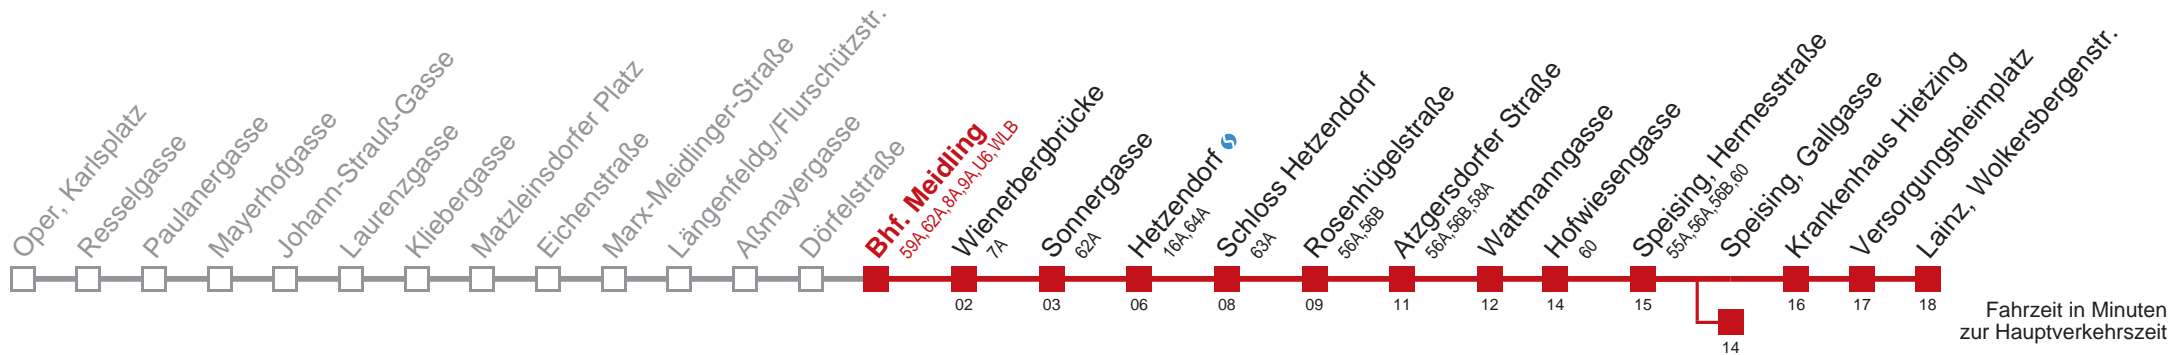 Oper, Karlsplatz
Resselgasse
Paulanergasse
Mayerhofgasse
Johann-Strauß-Gasse
Laurenzgasse
Kliebergasse
Matzleinsdorfer Platz
Eichenstraße
Marx-Meidlinger-Straße
Längenfeldg./Flurschützstr.
Aßmayergasse
Dörfelstraße
Bhf. Meidling
59A,62A,8A,9A,U6,WLB
Wienerbergbrücke
7A
Sonnergasse
62A
Hetzendorf
16A,64A
Schloss Hetzendorf
63A
Rosenhügelstraße
56A,56B
Atzgersdorfer Straße
56A,56B,58A
Wattmanngasse
Hofwiesengasse
60
Speising, Hermesstraße
55A,56A,56B,60
Speising, Gallgasse
Krankenhaus Hietzing
Versorgungsheimplatz
Lainz, Wolkersbergenstr.
02 03 06 08 09 11 12 14 15 16 17 18
14
Fahrzeit in Minuten
zur Hauptverkehrszeit